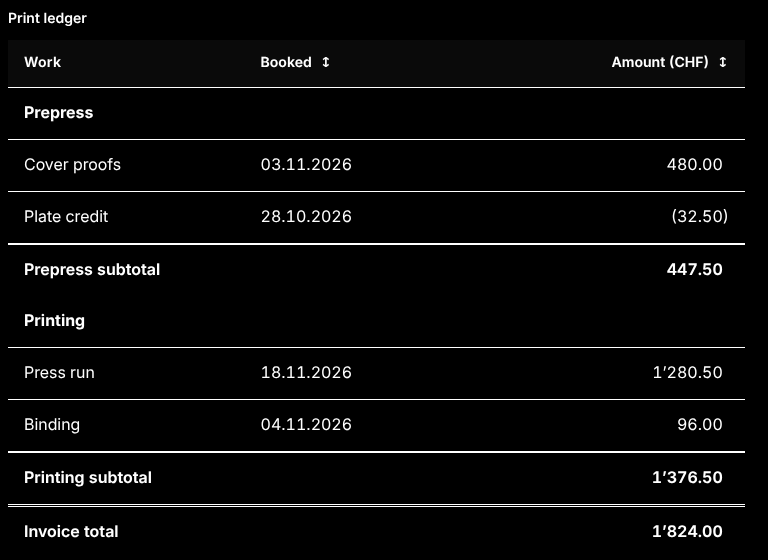 Print ledger
Work Booked ↕ Amount (CHF) ↕
Prepress
Cover proofs 03.11.2026 480.00
Plate credit 28.10.2026 (32.50)
Prepress subtotal 447.50
Printing
Press run 18.11.2026 1’280.50
Binding 04.11.2026 96.00
Printing subtotal 1’376.50
Invoice total 1’824.00